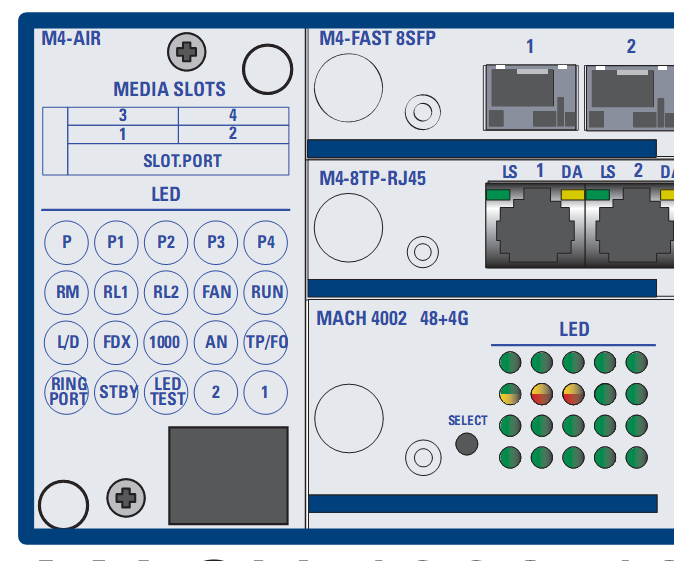 M4-AIR
MEDIA SLOTS
3 4
1 2
SLOT.PORT
LED
P P1 P2 P3 P4
RM RL1 RL2 FAN RUN
L/D FDX 1000 AN TP/FO
RING PORT STBY LED TEST 2 1
M4-FAST 8SFP
1 2
M4-8TP-RJ45
LS 1 DA LS 2
MACH 4002 48+4G
LED
SELECT